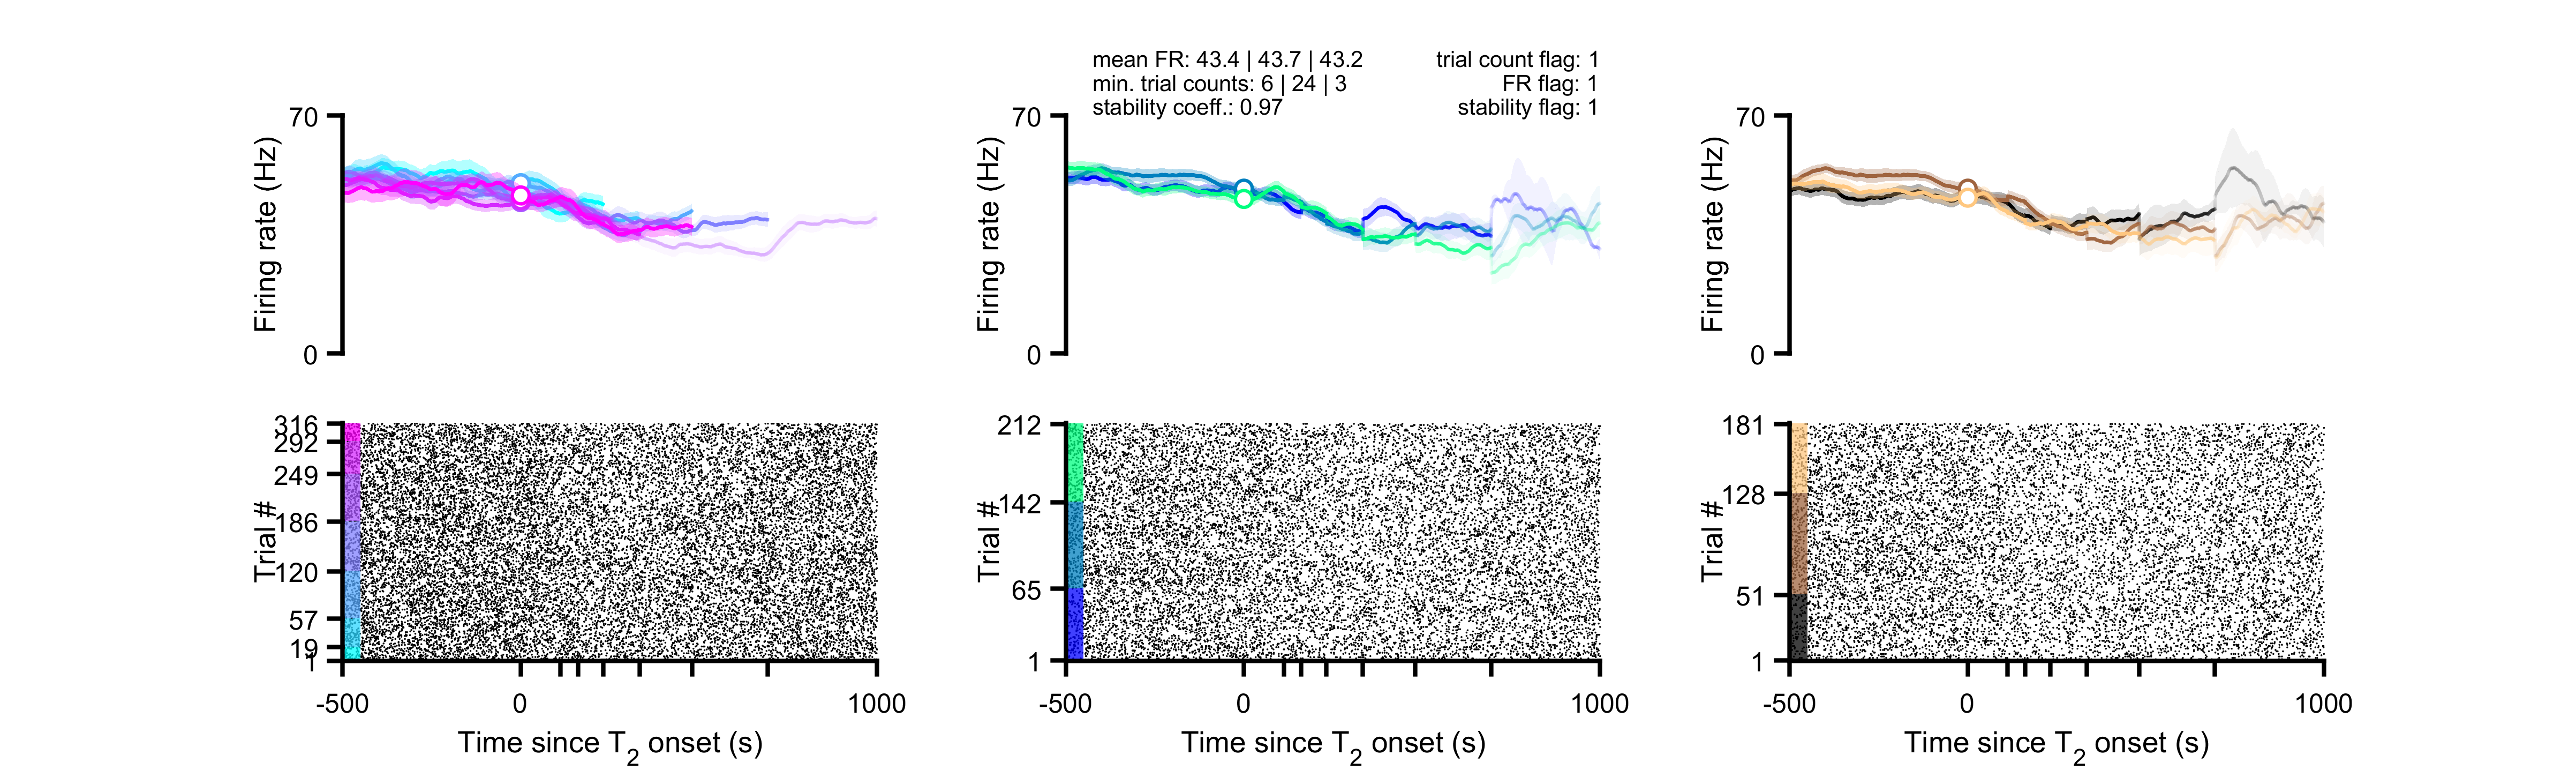 mean FR: 43.4 | 43.7 | 43.2
trial count flag: 1
min. trial counts: 6 | 24 | 3
FR flag: 1
stability coeff.: 0.97
stability flag: 1
70
Firing rate (Hz)
0
70
Firing rate (Hz)
0
70
Firing rate (Hz)
0
316
292
249
186
120
57
19
1
Trial #
-500
0
1000
Time since T2 onset (s)
212
142
65
1
Trial #
-500
0
1000
Time since T2 onset (s)
181
128
51
1
Trial #
-500
0
1000
Time since T2 onset (s)